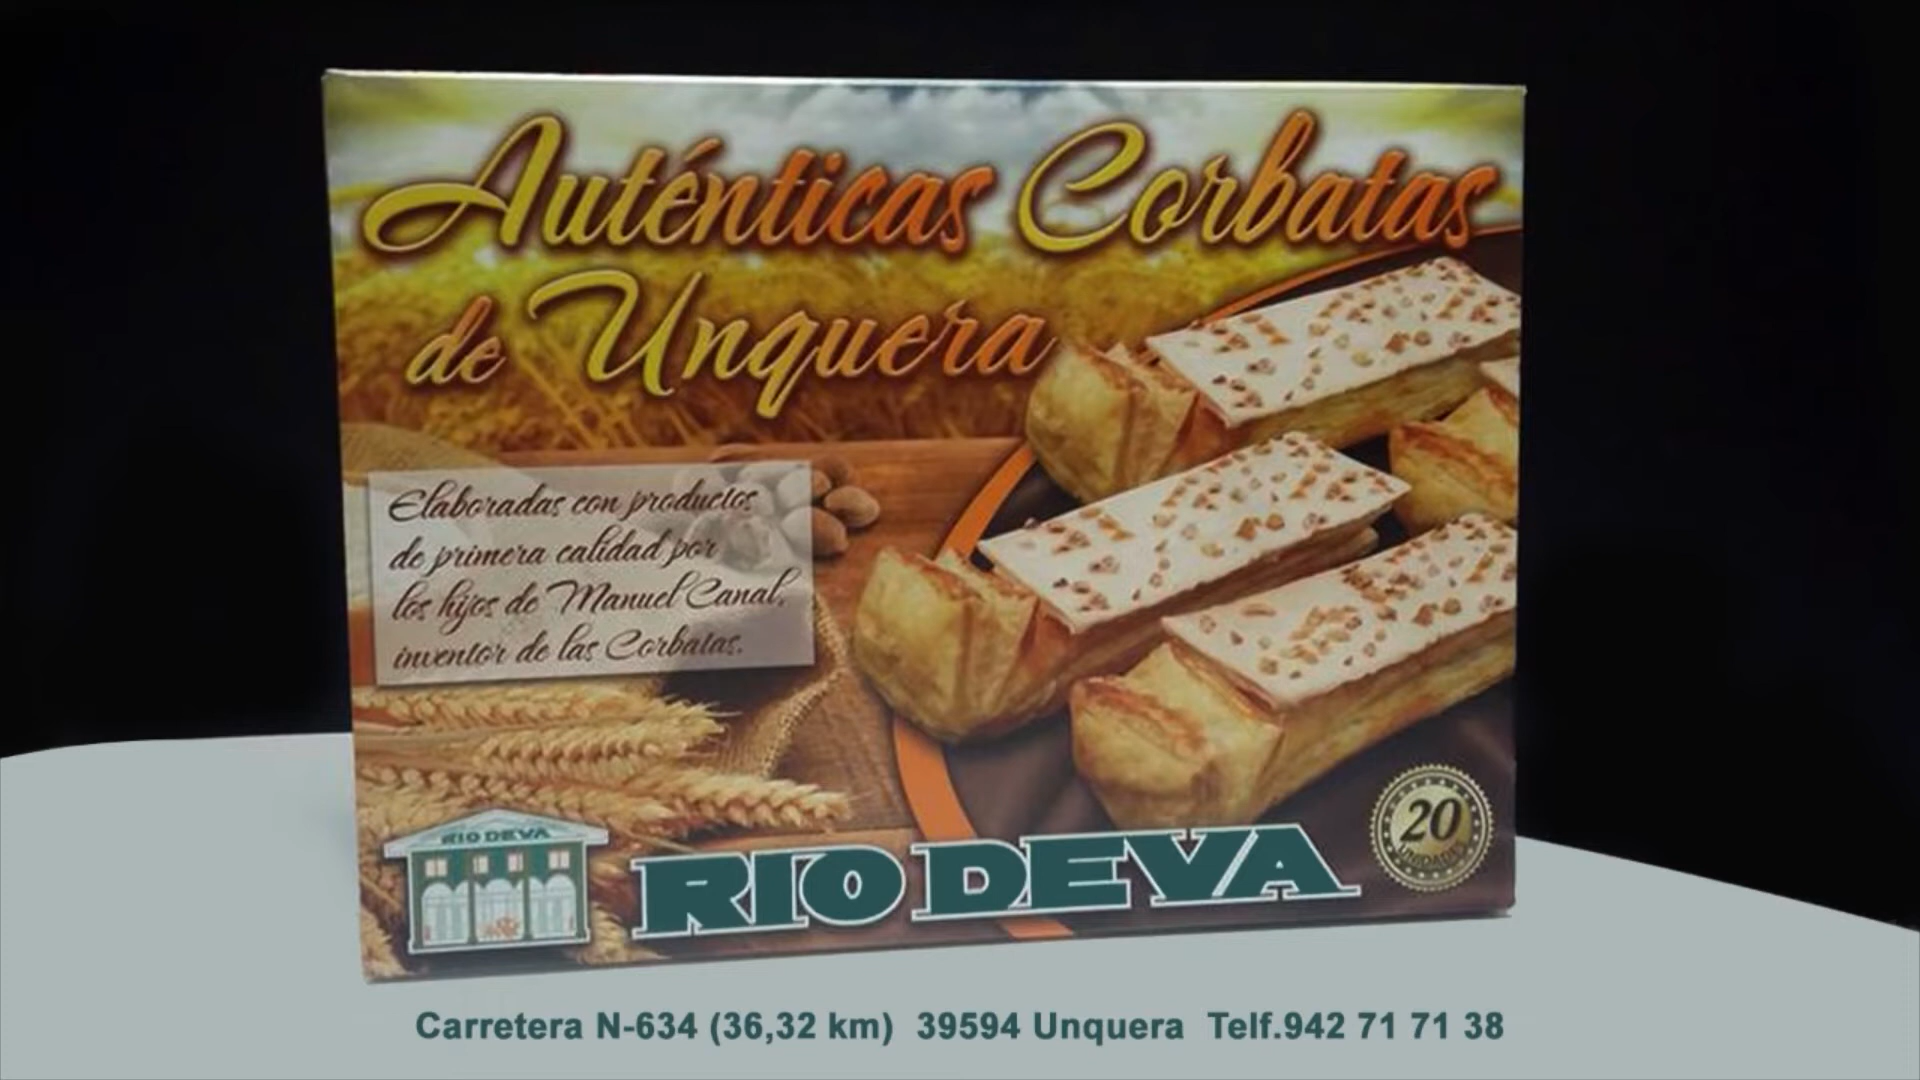 Auténticas Corbatas
de Unquera
Elaboradas con productos
de primera calidad por
los hijos de Manuel Canal,
inventor de las Corbatas.
RIO DEVA
RIO DEVA
20
UNIDADES
Carretera N-634 (36,32 km) 39594 Unquera Telf.942 71 71 38